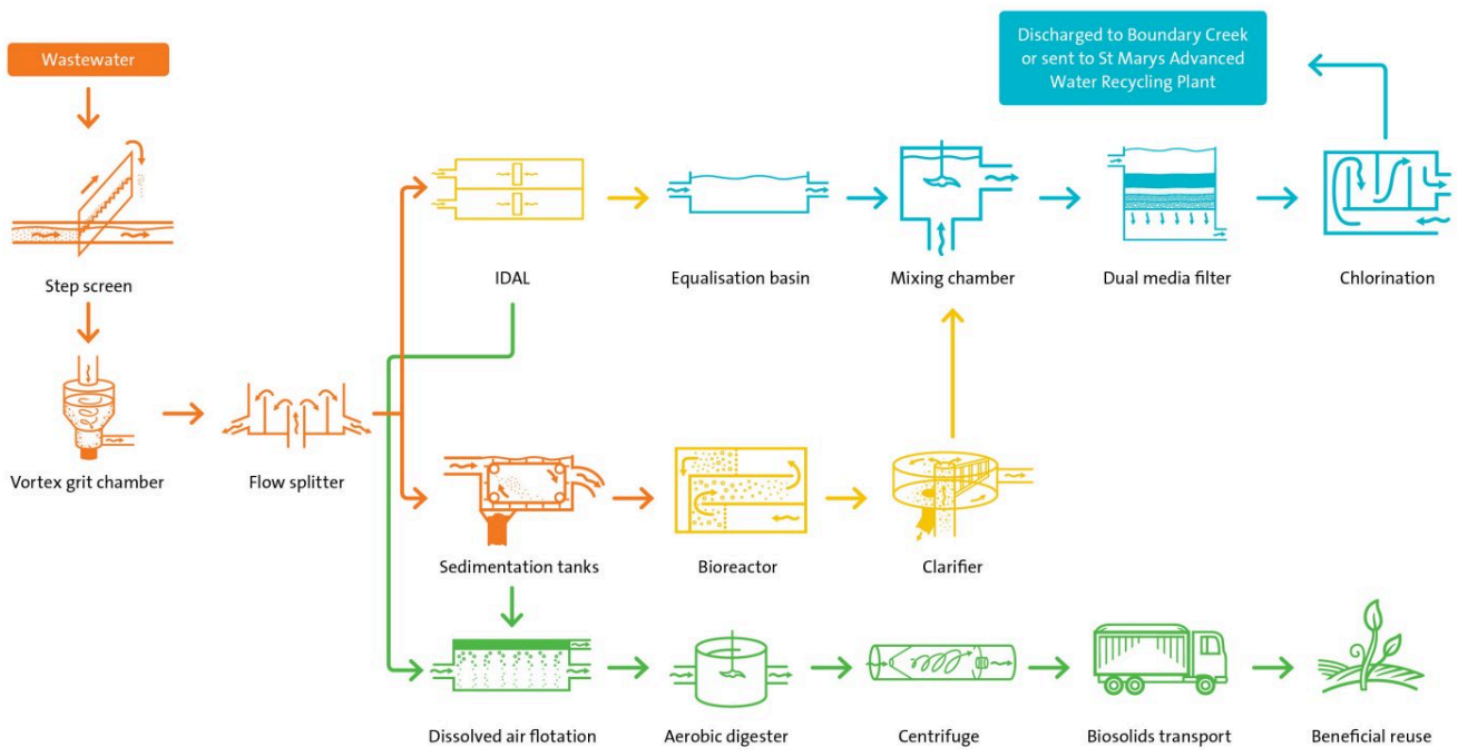 Wastewater
Discharged to Boundary Creek
or sent to St Marys Advanced
Water Recycling Plant
Step screen
IDAL
Equalisation basin
Mixing chamber
Dual media filter
Chlorination
Vortex grit chamber
Flow splitter
Sedimentation tanks
Bioreactor
Clarifier
Dissolved air flotation
Aerobic digester
Centrifuge
Biosolids transport
Beneficial reuse